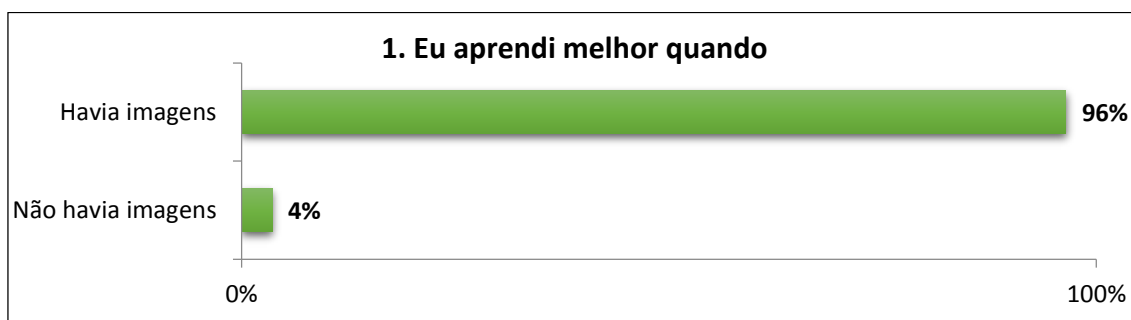 1. Eu aprendi melhor quando
Havia imagens
96%
Não havia imagens
4%
0%
100%